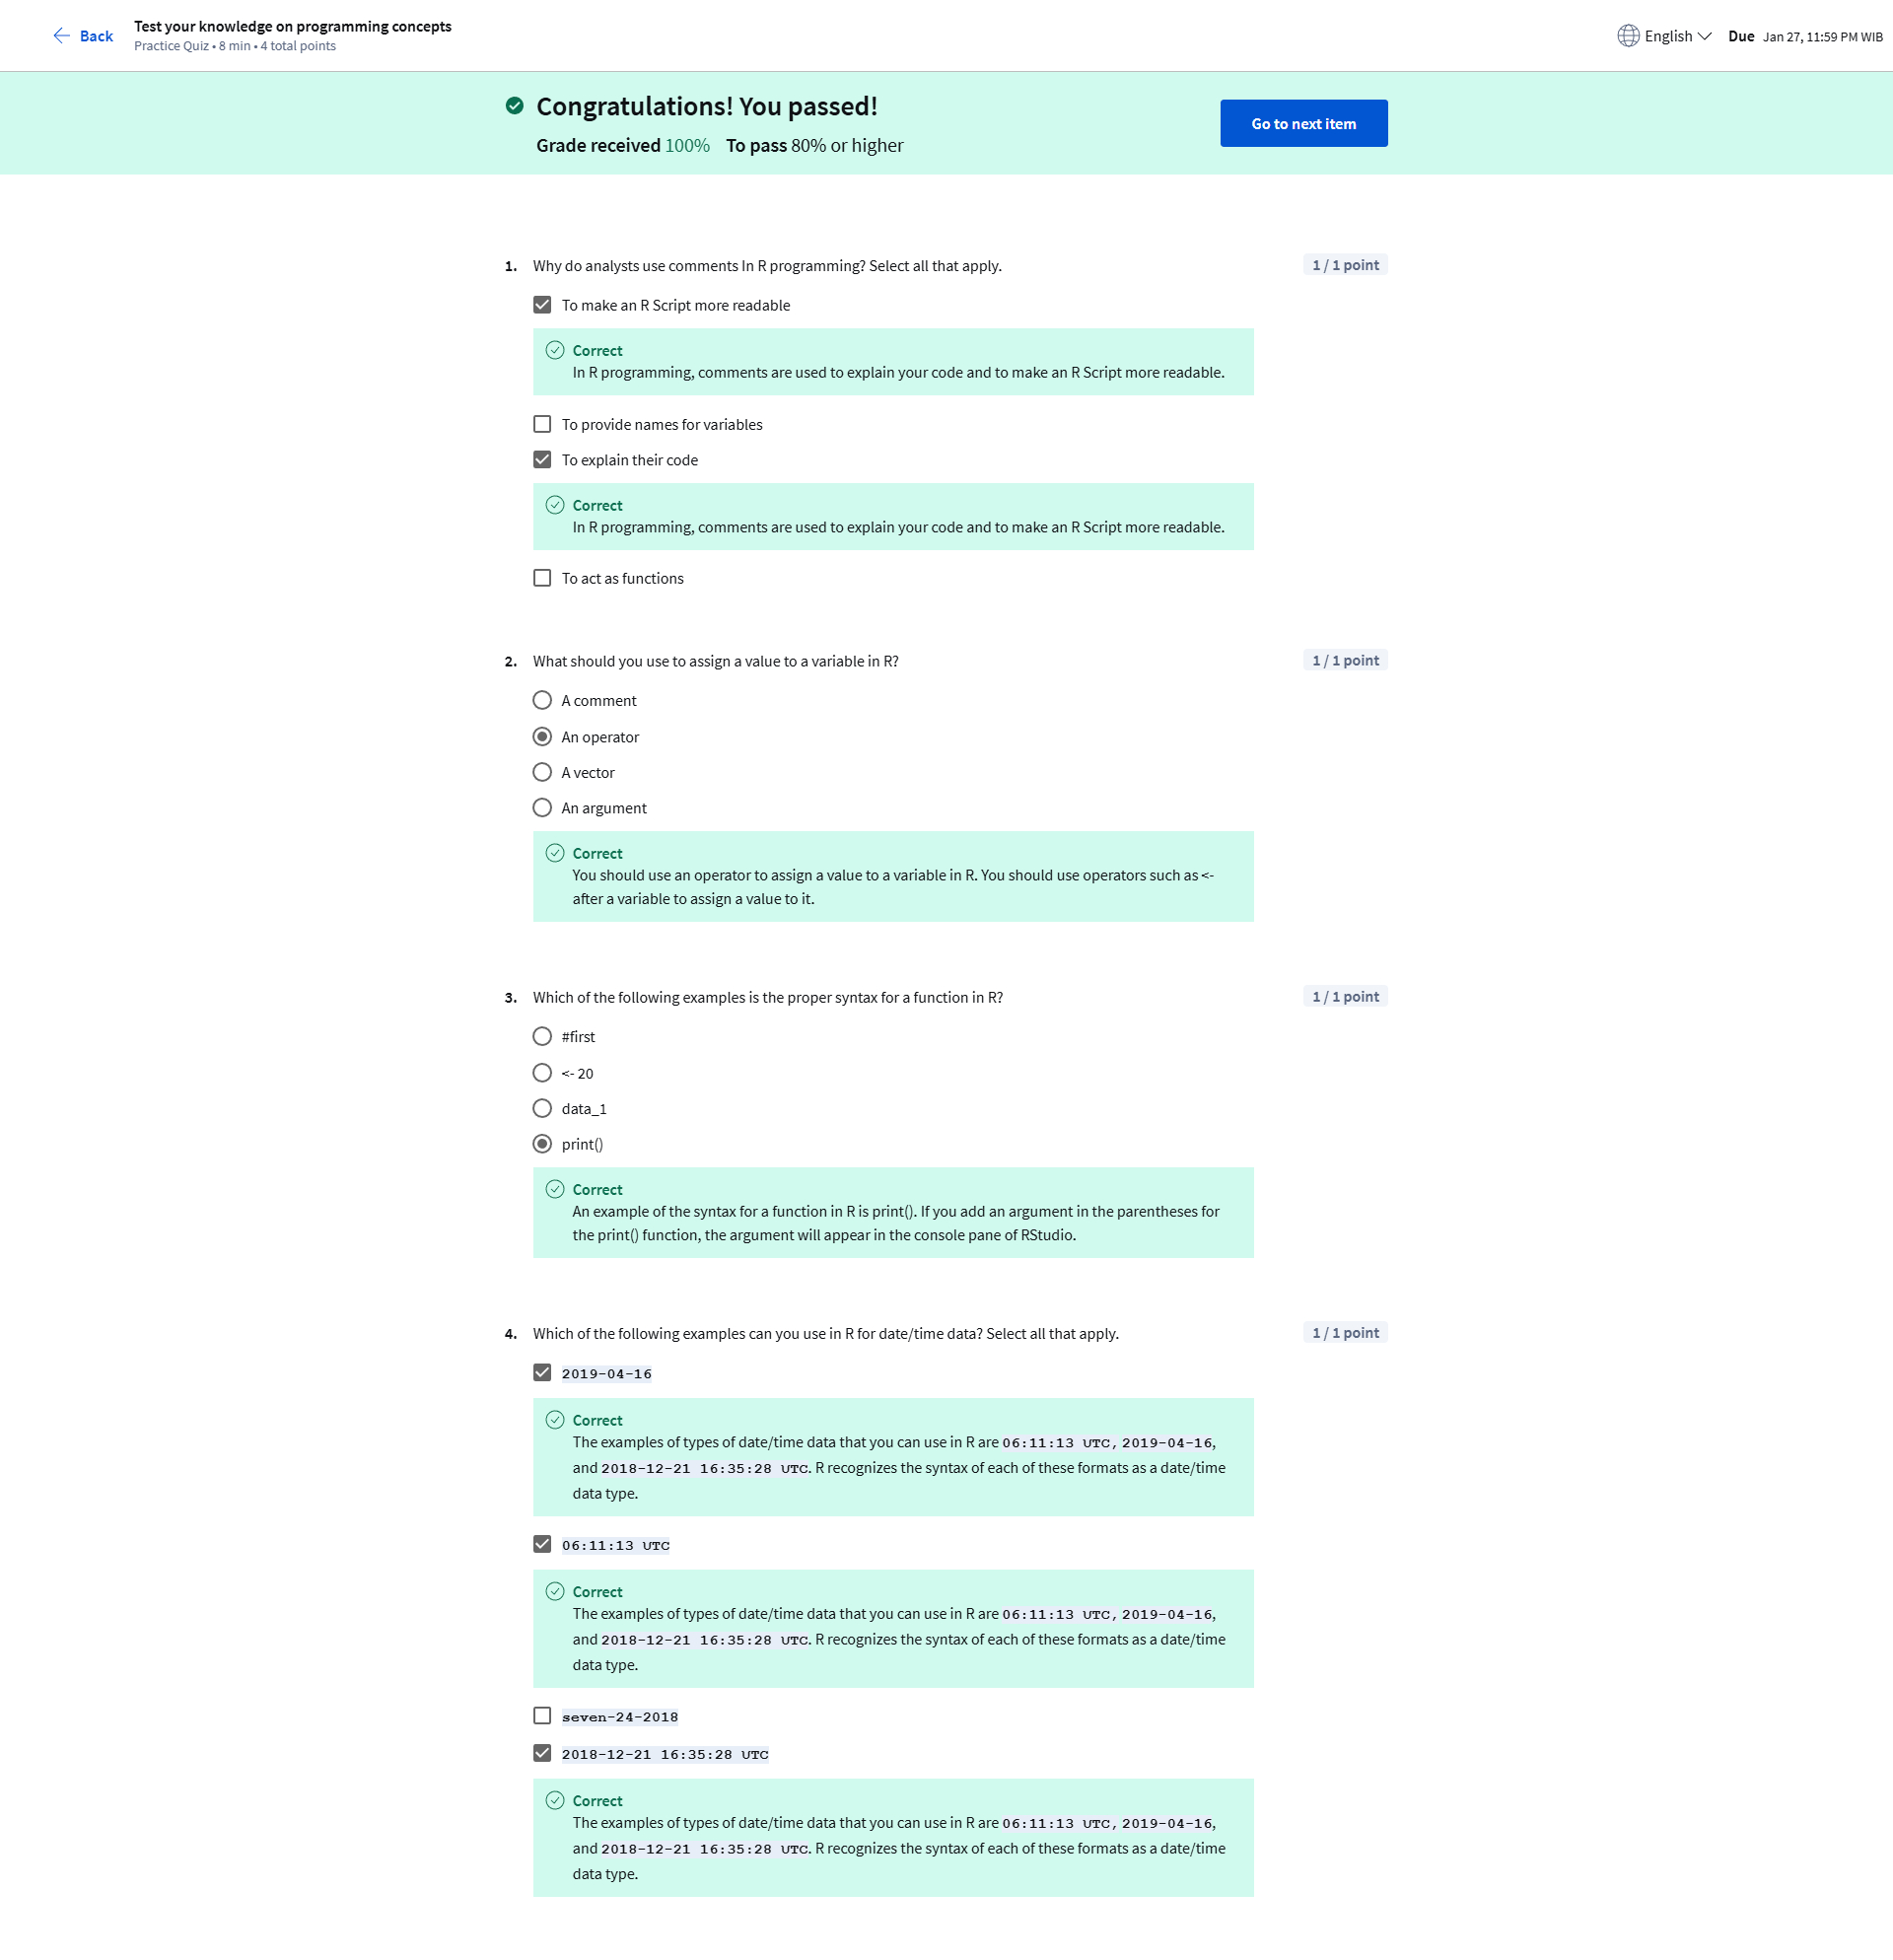 Back
Test your knowledge on programming concepts
Practice Quiz • 8 min • 4 total points
English
Due Jan 27, 11:59 PM WIB
Congratulations! You passed!
Grade received 100% To pass 80% or higher
Go to next item
1. Why do analysts use comments In R programming? Select all that apply.
1 / 1 point
To make an R Script more readable
Correct
In R programming, comments are used to explain your code and to make an R Script more readable.
To provide names for variables
To explain their code
Correct
In R programming, comments are used to explain your code and to make an R Script more readable.
To act as functions
2. What should you use to assign a value to a variable in R?
1 / 1 point
A comment
An operator
A vector
An argument
Correct
You should use an operator to assign a value to a variable in R. You should use operators such as <-
after a variable to assign a value to it.
3. Which of the following examples is the proper syntax for a function in R?
1 / 1 point
#first
<- 20
data_1
print()
Correct
An example of the syntax for a function in R is print(). If you add an argument in the parentheses for
the print() function, the argument will appear in the console pane of RStudio.
4. Which of the following examples can you use in R for date/time data? Select all that apply.
1 / 1 point
2019-04-16
Correct
The examples of types of date/time data that you can use in R are 06:11:13 UTC, 2019-04-16,
and 2018-12-21 16:35:28 UTC. R recognizes the syntax of each of these formats as a date/time
data type.
06:11:13 UTC
Correct
The examples of types of date/time data that you can use in R are 06:11:13 UTC, 2019-04-16,
and 2018-12-21 16:35:28 UTC. R recognizes the syntax of each of these formats as a date/time
data type.
seven-24-2018
2018-12-21 16:35:28 UTC
Correct
The examples of types of date/time data that you can use in R are 06:11:13 UTC, 2019-04-16,
and 2018-12-21 16:35:28 UTC. R recognizes the syntax of each of these formats as a date/time
data type.